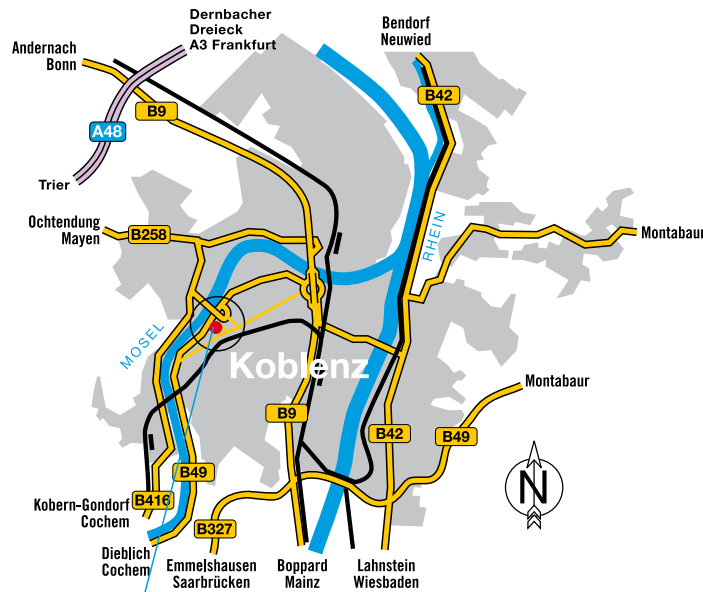 Dernbacher
Dreieck
A3 Frankfurt
Bendorf
Neuwied
Andernach
Bonn
B42
B9
A48
Trier
Ochtendung
Mayen
B258
RHEIN
Montabaur
MOSEL
Koblenz
Montabaur
B9
B42
B49
B49
Kobern-Gondorf
Cochem
B416
B327
N
Dieblich
Cochem
Emmelshausen
Saarbrücken
Boppard
Mainz
Lahnstein
Wiesbaden